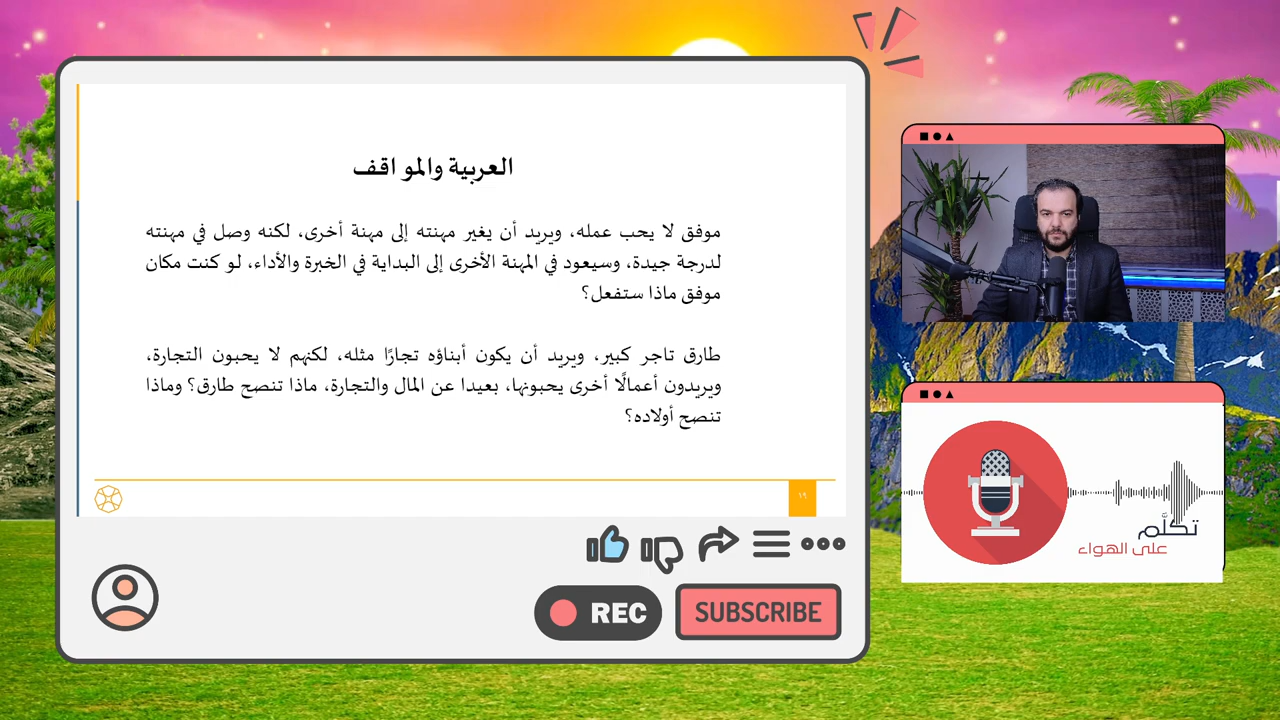 العربية والمواقف
موفق لا يحب عمله، ويريد أن يغير مهنته إلى مهنة أخرى، لكنه وصل في مهنته
لدرجة جيدة، وسيعود في المهنة الأخرى إلى البداية في الخبرة والأداء، لو كنت مكان
موفق ماذا ستفعل؟
طارق تاجر كبير، ويريد أن يكون أبناؤه تجارًا مثله، لكنهم لا يحبون التجارة،
ويريدون أعمالًا أخرى يحبونها، بعيدا عن المال والتجارة، ماذا تنصح طارق؟ وماذا
تنصح أولاده؟
١٩
REC
SUBSCRIBE
تكلَّم
على الهواء